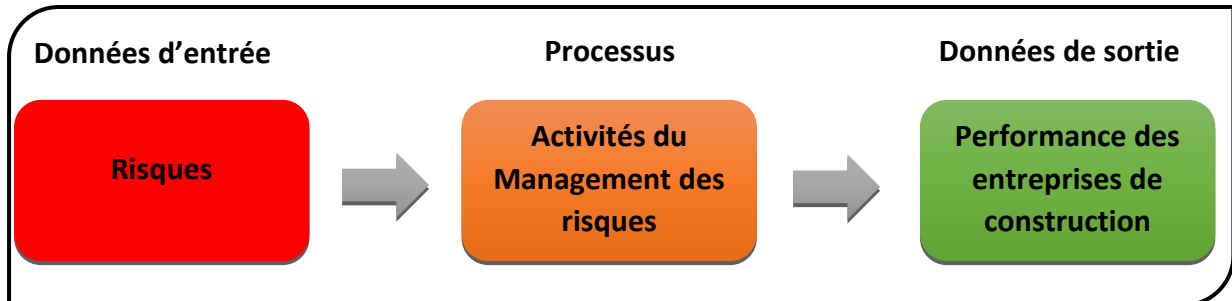 Données d’entrée
Processus
Données de sortie
Risques
Activités du
Management des
risques
Performance des
entreprises de
construction